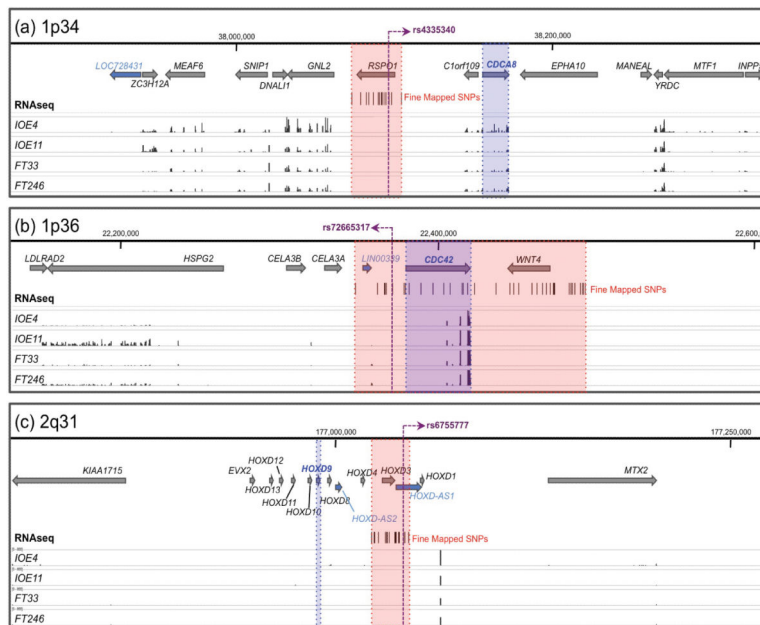 (a) 1p34
rs4335340
38,000,000
38,200,000
LOC728431
MEAF6
SNIP1
GNL2
RSPO1
C1orf109
CDCA8
EPHA10
MANEAL
MTF1
INPP
ZC3H12A
DNALI1
YRDC
RNAseq
Fine Mapped SNPs
IOE4
IOE11
FT33
FT246
(b) 1p36
rs72665317
22,200,000
22,400,000
22,600
LDLRAD2
HSPG2
CELA3B
CELA3A
LIN00339
CDC42
WNT4
RNAseq
Fine Mapped SNPs
IOE4
IOE11
FT33
FT246
(c) 2q31
rs6755777
177,000,000
177,250,000
KIAA1715
EVX2
HOXD12
HOXD9
HOXD4
HOXD3
HOXD1
MTX2
HOXD13
HOXD11
HOXD10
HOXD8
HOXD-AS1
HOXD-AS2
RNAseq
Fine Mapped SNPs
IOE4
IOE11
FT33
FT246